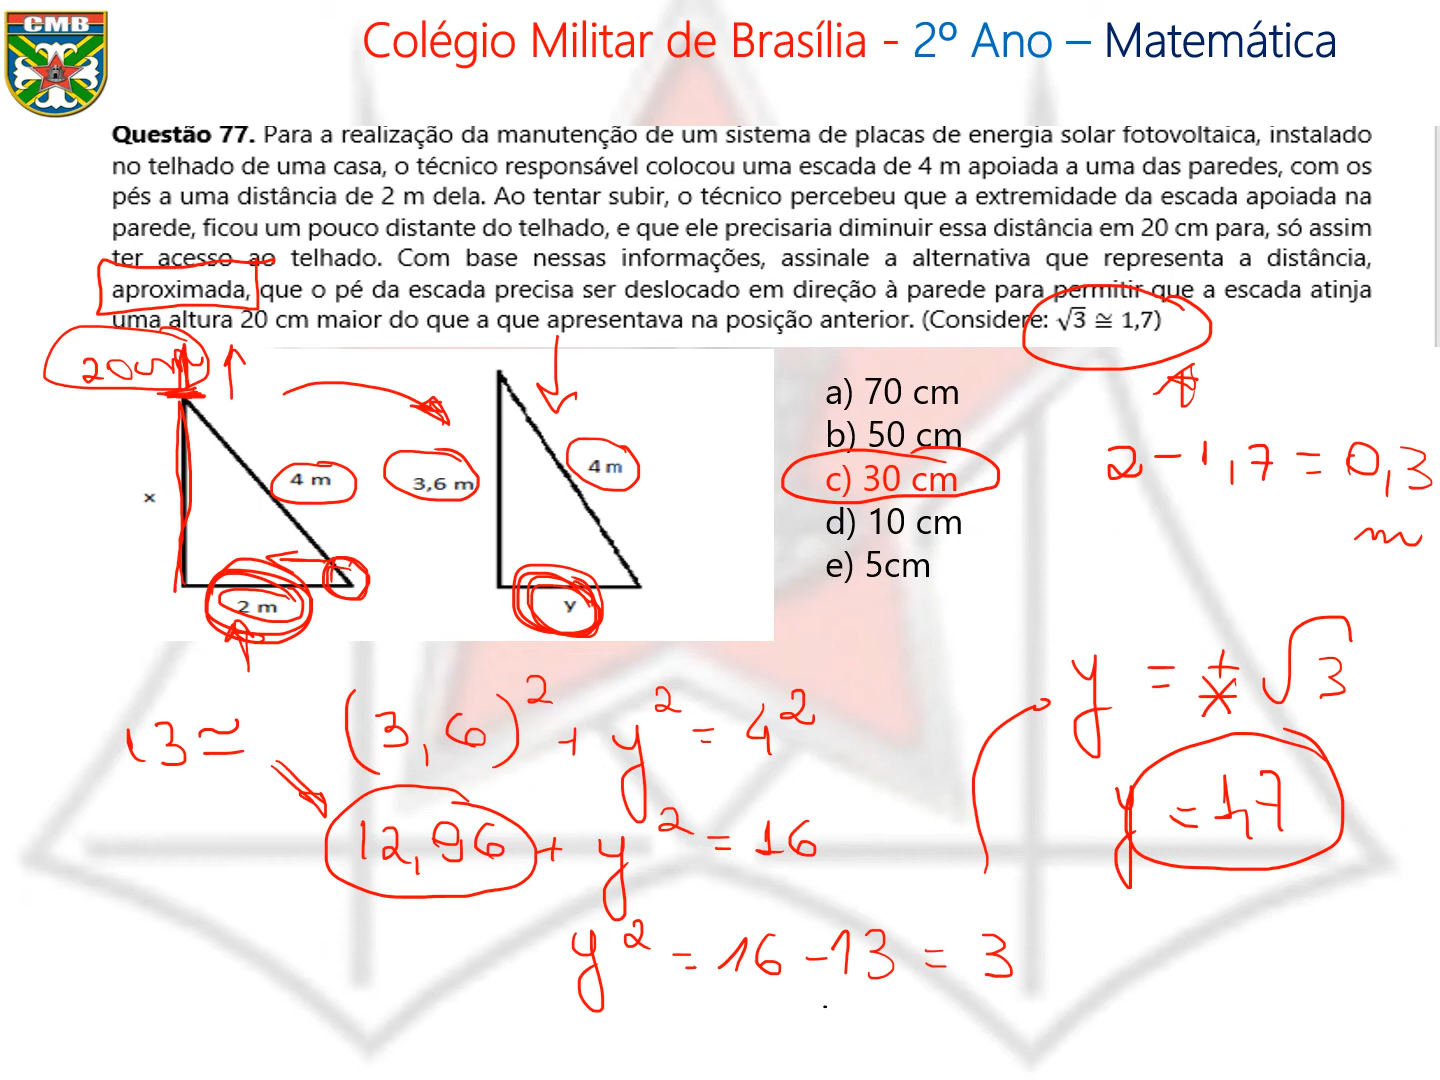 CMB
Colégio Militar de Brasília - 2º Ano – Matemática
Questão 77. Para a realização da manutenção de um sistema de placas de energia solar fotovoltaica, instalado
no telhado de uma casa, o técnico responsável colocou uma escada de 4 m apoiada a uma das paredes, com os
pés a uma distância de 2 m dela. Ao tentar subir, o técnico percebeu que a extremidade da escada apoiada na
parede, ficou um pouco distante do telhado, e que ele precisaria diminuir essa distância em 20 cm para, só assim
ter acesso ao telhado. Com base nessas informações, assinale a alternativa que representa a distância,
aproximada, que o pé da escada precisa ser deslocado em direção à parede para permitir que a escada atinja
uma altura 20 cm maior do que a que apresentava na posição anterior. (Considere: √3 ≅ 1,7)
20cm
x
4 m
2 m
3,6 m
4 m
y
a) 70 cm
b) 50 cm
c) 30 cm
d) 10 cm
e) 5cm
2 - 1,7 = 0,3
m
y = ± √3
y = 1,7
13 ≅
(3,6)² + y² = 4²
12,96 + y² = 16
y² = 16 - 13 = 3